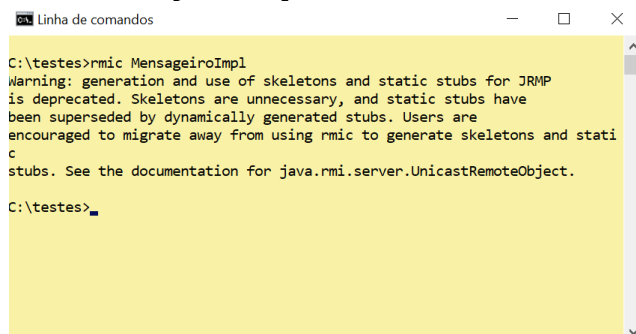 Linha de comandos
C:\testes>rmic MensageiroImpl
Warning: generation and use of skeletons and static stubs for JRMP
is deprecated. Skeletons are unnecessary, and static stubs have
been superseded by dynamically generated stubs. Users are
encouraged to migrate away from using rmic to generate skeletons and stati
c
stubs. See the documentation for java.rmi.server.UnicastRemoteObject.
C:\testes>